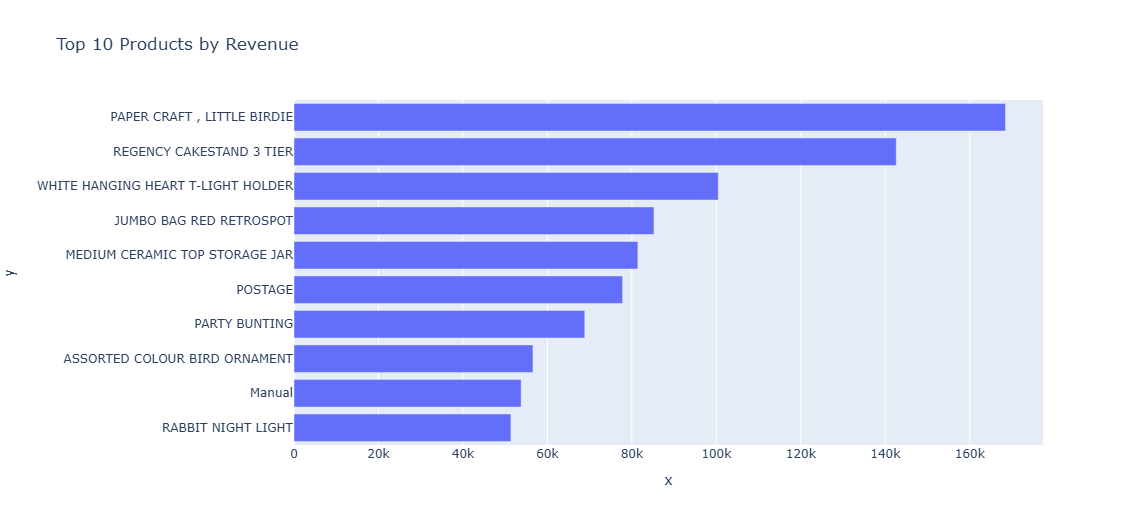 Top 10 Products by Revenue
PAPER CRAFT , LITTLE BIRDIE
REGENCY CAKESTAND 3 TIER
WHITE HANGING HEART T-LIGHT HOLDER
JUMBO BAG RED RETROSPOT
MEDIUM CERAMIC TOP STORAGE JAR
y
POSTAGE
PARTY BUNTING
ASSORTED COLOUR BIRD ORNAMENT
Manual
RABBIT NIGHT LIGHT
0 20k 40k 60k 80k 100k 120k 140k 160k
x